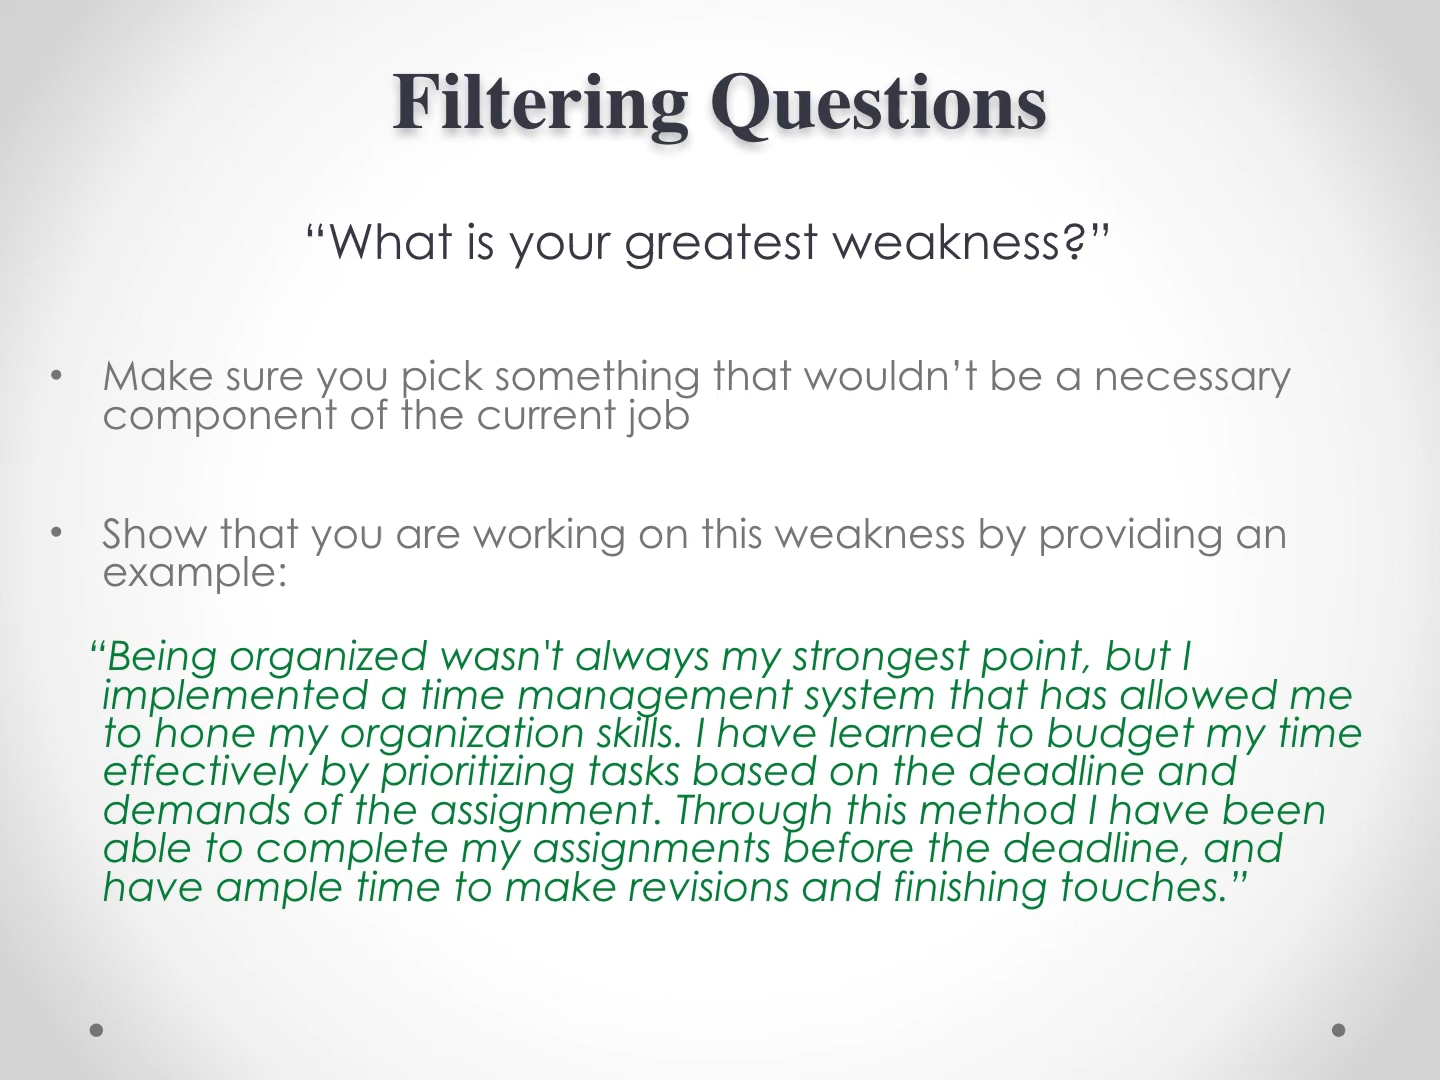 Filtering Questions
“What is your greatest weakness?”
• Make sure you pick something that wouldn’t be a necessary
component of the current job
• Show that you are working on this weakness by providing an
example:
“Being organized wasn't always my strongest point, but I
implemented a time management system that has allowed me
to hone my organization skills. I have learned to budget my time
effectively by prioritizing tasks based on the deadline and
demands of the assignment. Through this method I have been
able to complete my assignments before the deadline, and
have ample time to make revisions and finishing touches.”